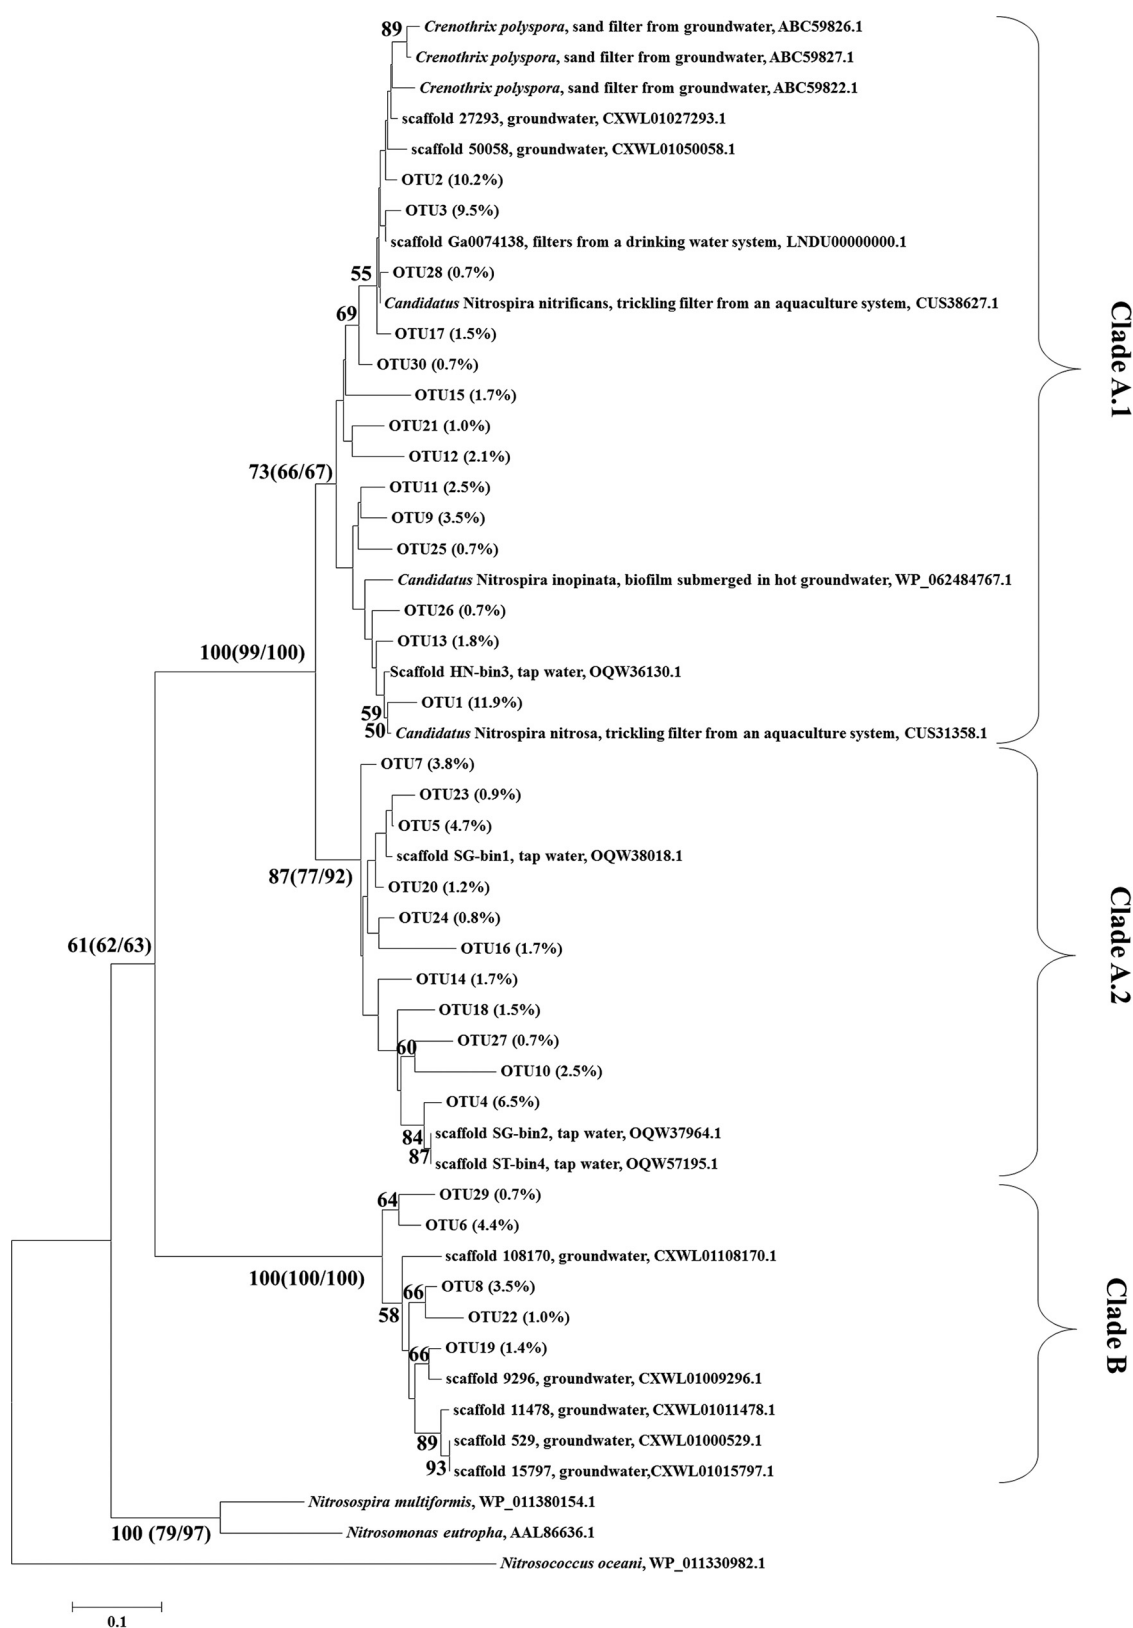 89
Crenothrix polyspora, sand filter from groundwater, ABC59826.1
Crenothrix polyspora, sand filter from groundwater, ABC59827.1
Crenothrix polyspora, sand filter from groundwater, ABC59822.1
scaffold 27293, groundwater, CXWL01027293.1
scaffold 50058, groundwater, CXWL01050058.1
OTU2 (10.2%)
OTU3 (9.5%)
scaffold Ga0074138, filters from a drinking water system, LNDU00000000.1
55
OTU28 (0.7%)
Candidatus Nitrospira nitrificans, trickling filter from an aquaculture system, CUS38627.1
69
OTU17 (1.5%)
OTU30 (0.7%)
OTU15 (1.7%)
Clade A.1
OTU21 (1.0%)
OTU12 (2.1%)
73(66/67)
OTU11 (2.5%)
OTU9 (3.5%)
OTU25 (0.7%)
Candidatus Nitrospira inopinata, biofilm submerged in hot groundwater, WP_062484767.1
OTU26 (0.7%)
OTU13 (1.8%)
100(99/100)
Scaffold HN-bin3, tap water, OQW36130.1
OTU1 (11.9%)
59
50
Candidatus Nitrospira nitrosa, trickling filter from an aquaculture system, CUS31358.1
OTU7 (3.8%)
OTU23 (0.9%)
OTU5 (4.7%)
scaffold SG-bin1, tap water, OQW38018.1
87(77/92)
OTU20 (1.2%)
OTU24 (0.8%)
61(62/63)
OTU16 (1.7%)
Clade A.2
OTU14 (1.7%)
OTU18 (1.5%)
OTU27 (0.7%)
60
OTU10 (2.5%)
OTU4 (6.5%)
84
scaffold SG-bin2, tap water, OQW37964.1
87
scaffold ST-bin4, tap water, OQW57195.1
64
OTU29 (0.7%)
OTU6 (4.4%)
scaffold 108170, groundwater, CXWL01108170.1
100(100/100)
66
OTU8 (3.5%)
58
OTU22 (1.0%)
Clade B
OTU19 (1.4%)
66
scaffold 9296, groundwater, CXWL01009296.1
scaffold 11478, groundwater, CXWL01011478.1
89
scaffold 529, groundwater, CXWL01000529.1
93
scaffold 15797, groundwater,CXWL01015797.1
Nitrosospira multiformis, WP_011380154.1
100 (79/97)
Nitrosomonas eutropha, AAL86636.1
Nitrosococcus oceani, WP_011330982.1
0.1